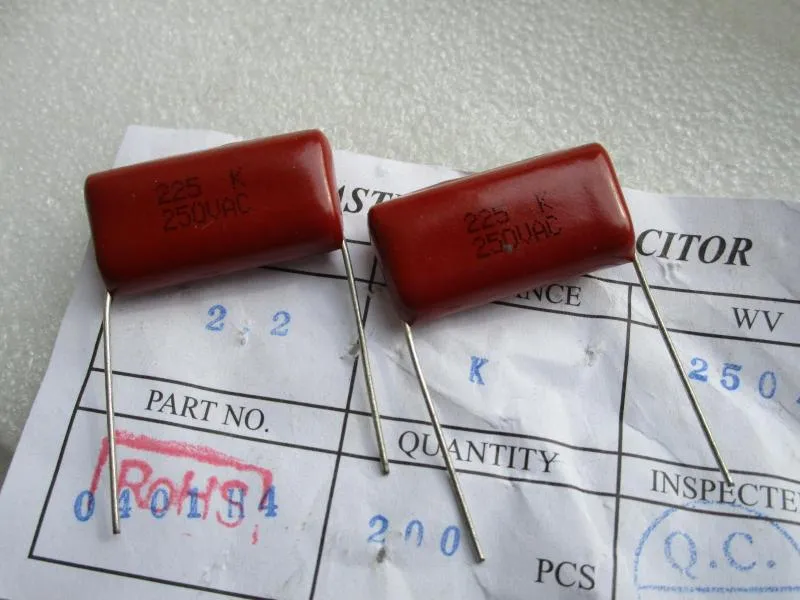 225 K
250VAC
225 K
250VAC
CITOR
WV
2.2
K
250
PART NO.
QUANTITY
INSPECTE
RoHS
0401H4
200
PCS
Q.C.